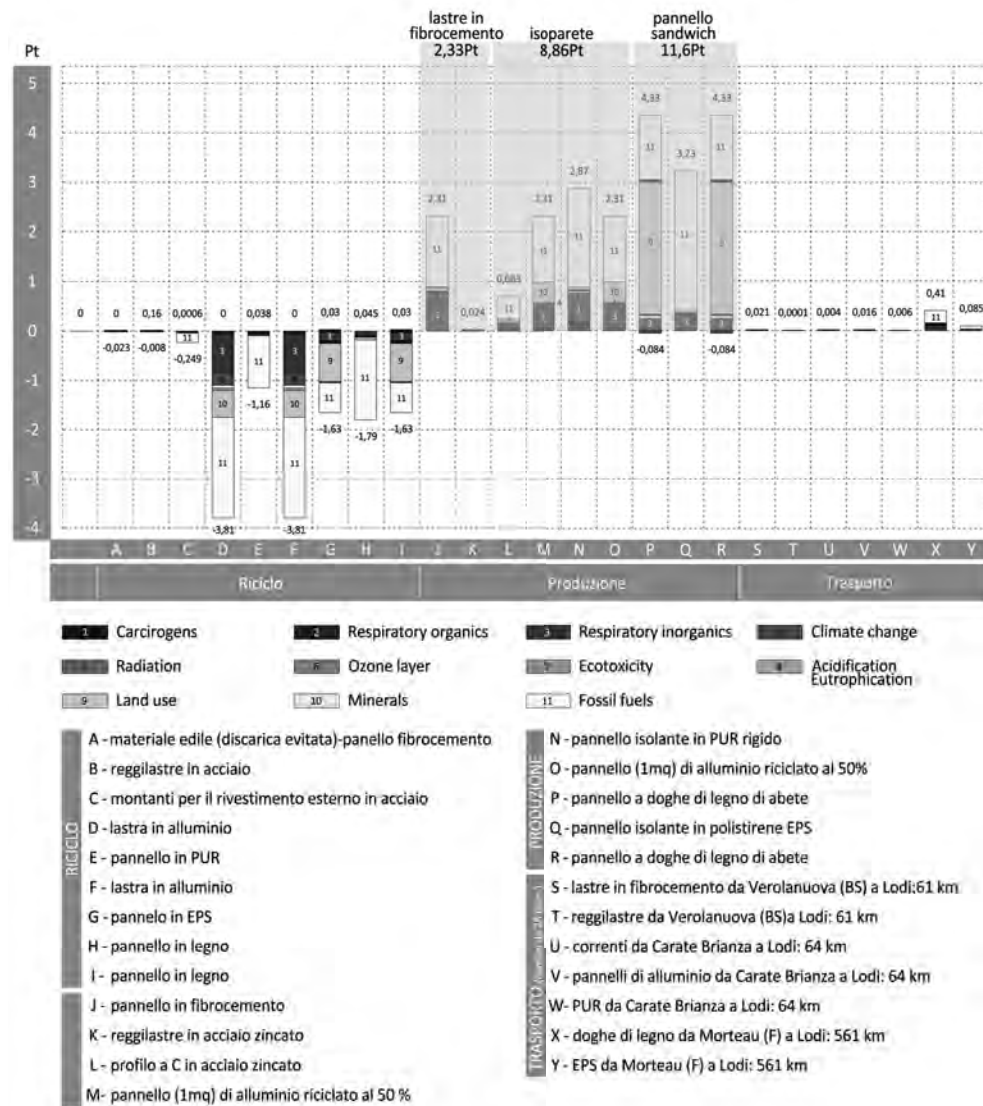 lastre in
fibrocemento
2,33Pt
isoparete
8,86Pt
pannello
sandwich
11,6Pt
Pt
5
4
3
2
1
0
-1
-2
-3
-4
0 0 0,16 0,0006 0 0,038 0 0,03 0,045 0,03
-0,023 -0,008 -0,249 -3,81 -1,16 -3,81 -1,63 -1,79 -1,63
2,31 0,024 2,31 2,87 2,31 4,33 3,23 4,33
-0,084 -0,084
0,021 0,0001 0,004 0,016 0,006 0,41 0,085
A B C D E F G H I J K L M N O P Q R S T U V W X Y
Riciclo Produzione Trasporto
1 Carcirogens
2 Respiratory organics
3 Respiratory inorganics
Climate change
Radiation
6 Ozone layer
7 Ecotoxicity
8 Acidification
Eutrophication
9 Land use
10 Minerals
11 Fossil fuels
RICICLO
A - materiale edile (discarica evitata)-panello fibrocemento
B - reggilastre in acciaio
C - montanti per il rivestimento esterno in acciaio
D - lastra in alluminio
E - pannello in PUR
F - lastra in alluminio
G - pannelo in EPS
H - pannello in legno
I - pannello in legno
J - pannello in fibrocemento
K - reggilastre in acciaio zincato
L - profilo a C in acciaio zincato
M- pannello (1mq) di alluminio riciclato al 50 %
PRODUZIONE
N - pannello isolante in PUR rigido
O - pannello (1mq) di alluminio riciclato al 50%
P - pannello a doghe di legno di abete
Q - pannello isolante in polistirene EPS
R - pannello a doghe di legno di abete
TRASPORTO
S - lastre in fibrocemento da Verolanuova (BS) a Lodi:61 km
T - reggilastre da Verolanuova (BS)a Lodi: 61 km
U - correnti da Carate Brianza a Lodi: 64 km
V - pannelli di alluminio da Carate Brianza a Lodi: 64 km
W- PUR da Carate Brianza a Lodi: 64 km
X - doghe di legno da Morteau (F) a Lodi: 561 km
Y - EPS da Morteau (F) a Lodi: 561 km